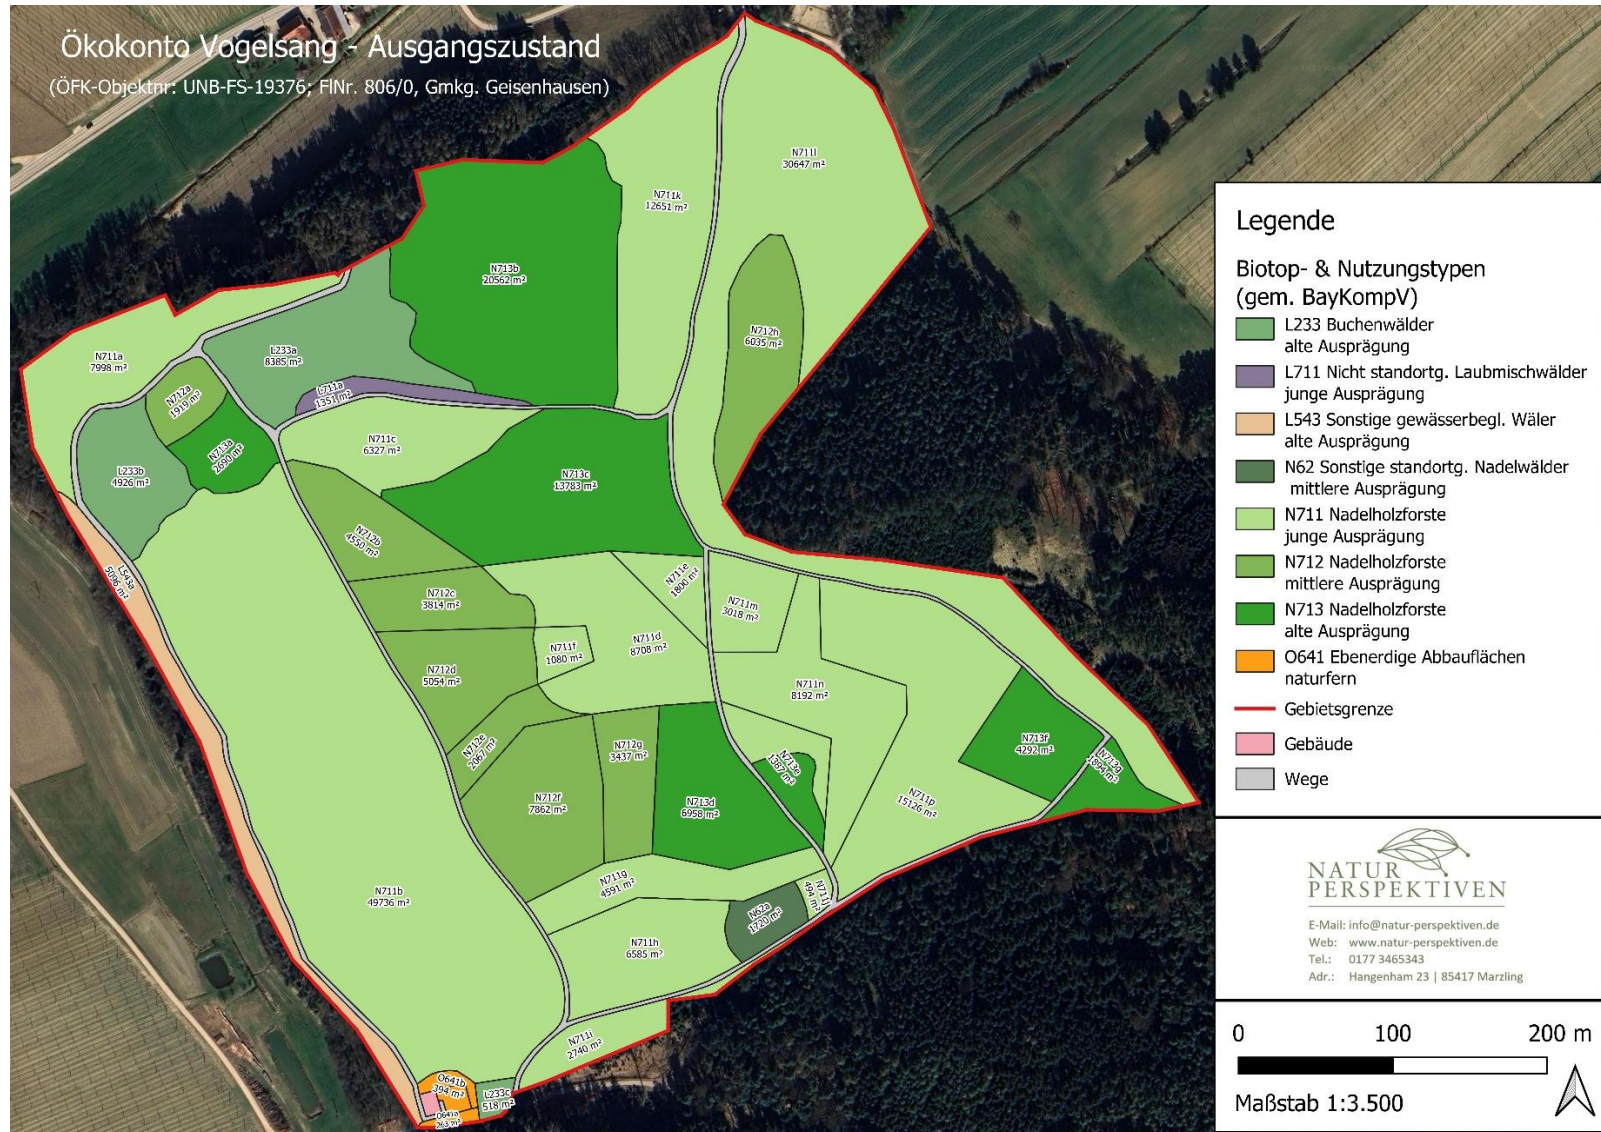 Ökokonto Vogelsang - Ausgangszustand
(ÖFK-Objektnr: UNB-FS-19376; FlNr. 806/0, Gmkg. Geisenhausen)
N711l
30647 m²
N711k
12651 m²
N713b
20562 m²
N712h
6035 m²
N711a
7998 m²
L233a
8385 m²
L711a
1351 m²
N712a
1919 m²
N713a
2690 m²
N711c
6327 m²
L233b
4926 m²
N713c
13783 m²
N712b
4550 m²
L543a
5096 m²
N711e
1800 m²
N712c
3814 m²
N711m
3018 m²
N711d
8708 m²
N711f
1080 m²
N712d
5054 m²
N711n
8192 m²
N712e
2067 m²
N712g
3437 m²
N713f
4292 m²
N713g
1894 m²
N713e
1367 m²
N712f
7862 m²
N713d
6958 m²
N711p
15126 m²
N711b
49736 m²
N711g
4591 m²
N711j
494 m²
N62a
1720 m²
N711h
6585 m²
N711i
2740 m²
O641b
394 m²
L233c
518 m²
O641a
263 m²
Legende
Biotop- & Nutzungstypen
(gem. BayKompV)
L233 Buchenwälder
alte Ausprägung
L711 Nicht standortg. Laubmischwälder
junge Ausprägung
L543 Sonstige gewässerbegl. Wäler
alte Ausprägung
N62 Sonstige standortg. Nadelwälder
mittlere Ausprägung
N711 Nadelholzforste
junge Ausprägung
N712 Nadelholzforste
mittlere Ausprägung
N713 Nadelholzforste
alte Ausprägung
O641 Ebenerdige Abbauflächen
naturfern
Gebietsgrenze
Gebäude
Wege
NATUR
PERSPEKTIVEN
E-Mail: info@natur-perspektiven.de
Web: www.natur-perspektiven.de
Tel.: 0177 3465343
Adr.: Hangenham 23 | 85417 Marzling
0 100 200 m
Maßstab 1:3.500